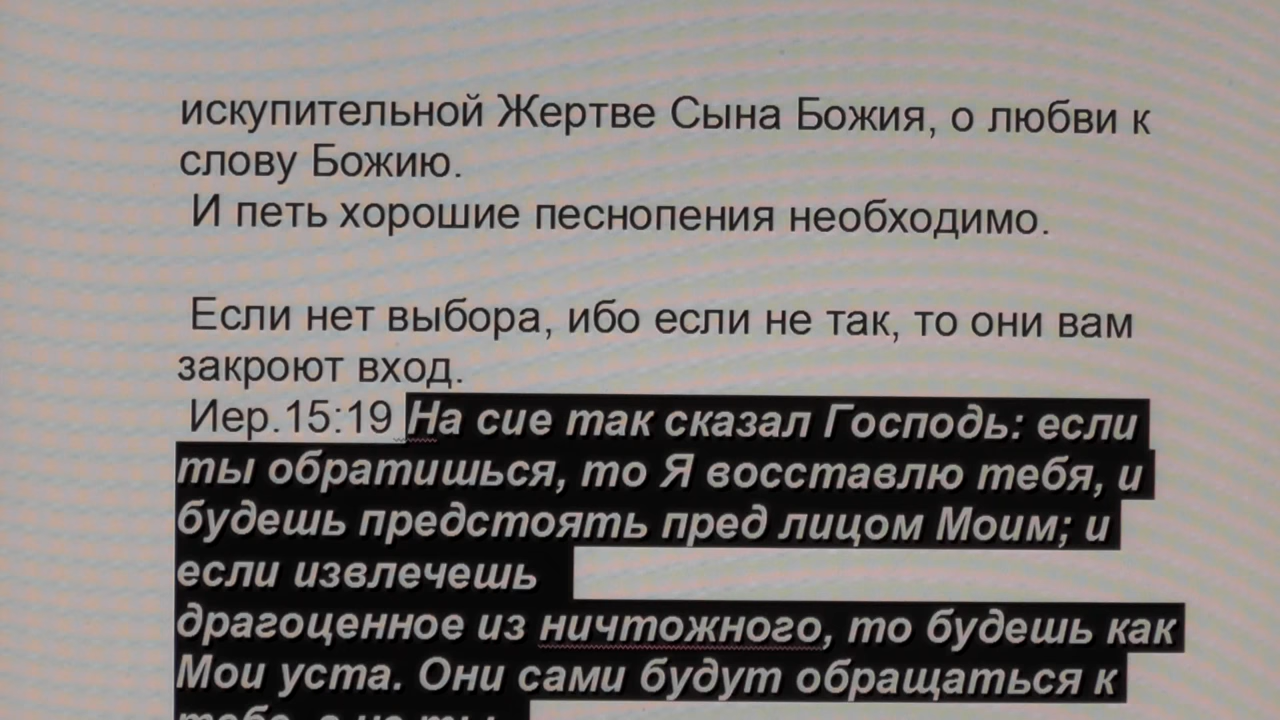 искупительной Жертве Сына Божия, о любви к
слову Божию.
И петь хорошие песнопения необходимо.
Если нет выбора, ибо если не так, то они вам
закроют вход.
Иер.15:19 На сие так сказал Господь: если
ты обратишься, то Я восставлю тебя, и
будешь предстоять пред лицом Моим; и
если извлечешь
драгоценное из ничтожного, то будешь как
Мои уста. Они сами будут обращаться к